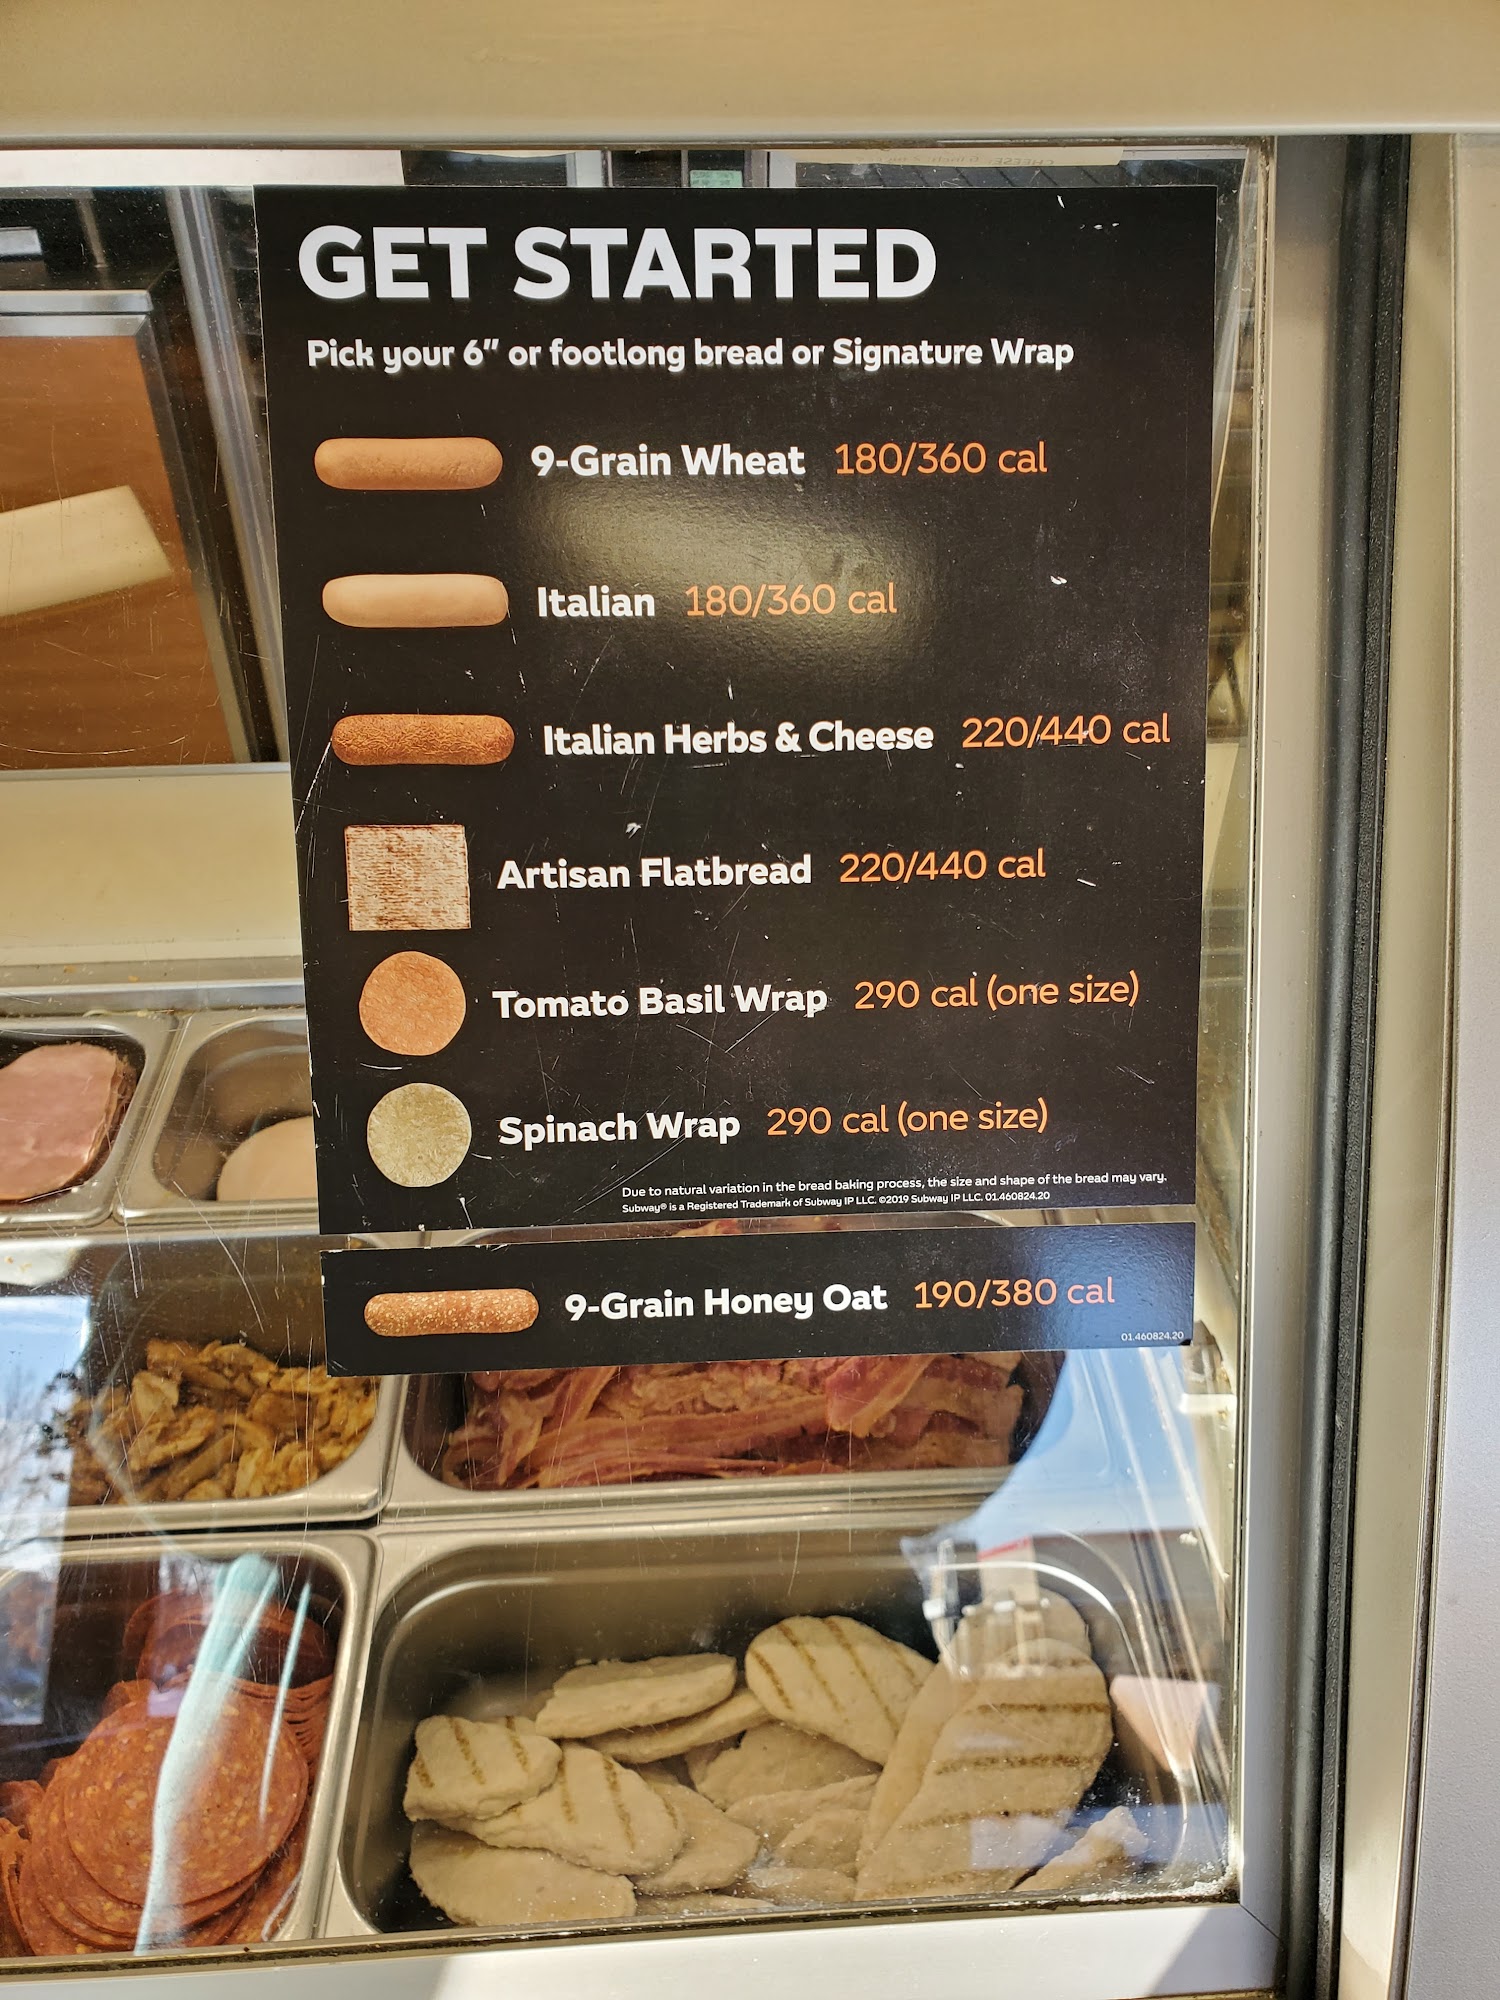 GET STARTED
Pick your 6" or footlong bread or Signature Wrap
9-Grain Wheat 180/360 cal
Italian 180/360 cal
Italian Herbs & Cheese 220/440 cal
Artisan Flatbread 220/440 cal
Tomato Basil Wrap 290 cal (one size)
Spinach Wrap 290 cal (one size)
Due to natural variation in the bread baking process, the size and shape of the bread may vary.
Subway® is a Registered Trademark of Subway IP LLC. ©2019 Subway IP LLC. 01.460824.20
9-Grain Honey Oat 190/380 cal
01.460824.20